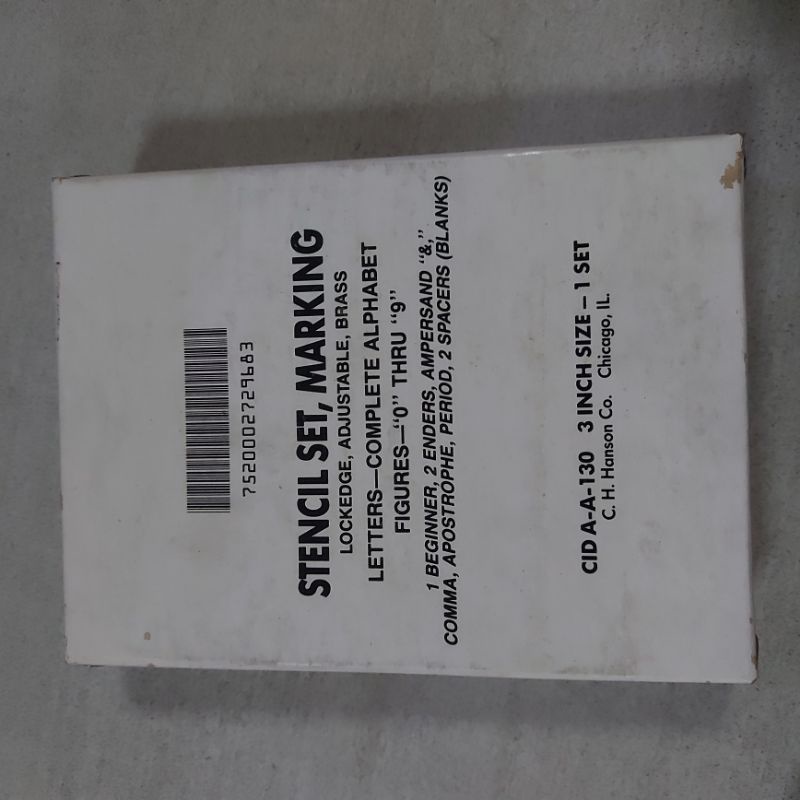 7520002729683
STENCIL SET, MARKING
LOCKEDGE, ADJUSTABLE, BRASS
LETTERS—COMPLETE ALPHABET
FIGURES—“0” THRU “9”
1 BEGINNER, 2 ENDERS, AMPERSAND “&,”
COMMA, APOSTROPHE, PERIOD, 2 SPACERS (BLANKS)
CID A-A-130 3 INCH SIZE – 1 SET
C. H. Hanson Co. Chicago, IL.